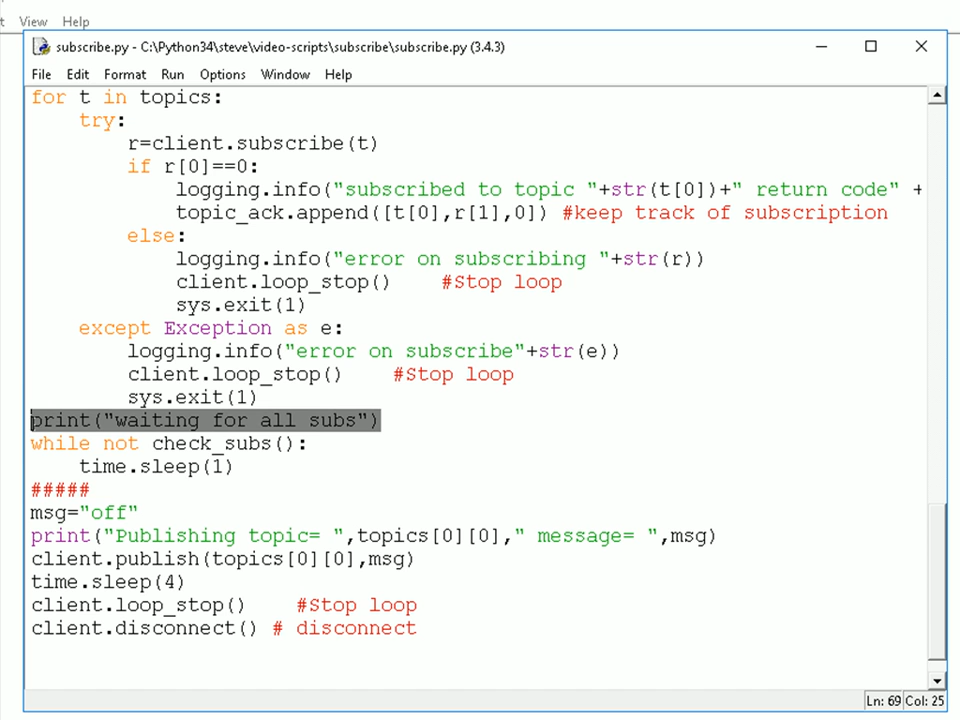 t View Help
subscribe.py - C:\Python34\steve\video-scripts\subscribe\subscribe.py (3.4.3)
File Edit Format Run Options Window Help
for t in topics:
    try:
        r=client.subscribe(t)
        if r[0]==0:
            logging.info("subscribed to topic "+str(t[0])+" return code" +
            topic_ack.append([t[0],r[1],0]) #keep track of subscription
        else:
            logging.info("error on subscribing "+str(r))
            client.loop_stop()    #Stop loop
            sys.exit(1)
    except Exception as e:
        logging.info("error on subscribe"+str(e))
        client.loop_stop()    #Stop loop
        sys.exit(1)
print("waiting for all subs")
while not check_subs():
    time.sleep(1)
#####
msg="off"
print("Publishing topic= ",topics[0][0]," message= ",msg)
client.publish(topics[0][0],msg)
time.sleep(4)
client.loop_stop()    #Stop loop
client.disconnect() # disconnect
Ln: 69 Col: 25